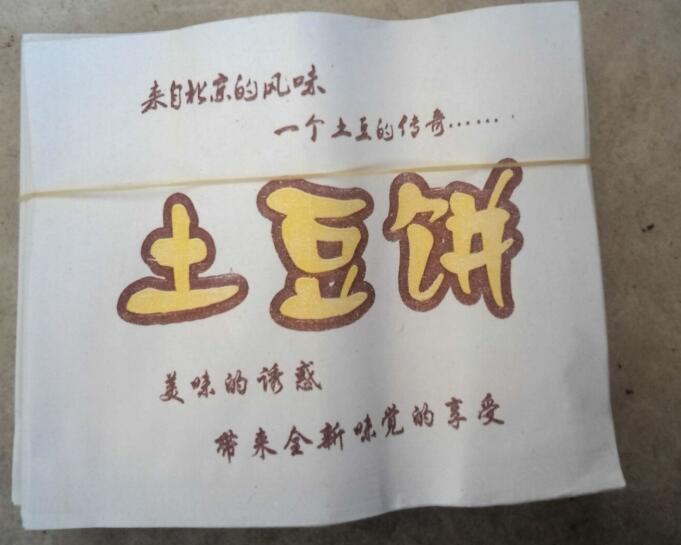 来自北京的风味
一个土豆的传奇……
土豆饼
美味的诱惑
带来全新味觉的享受